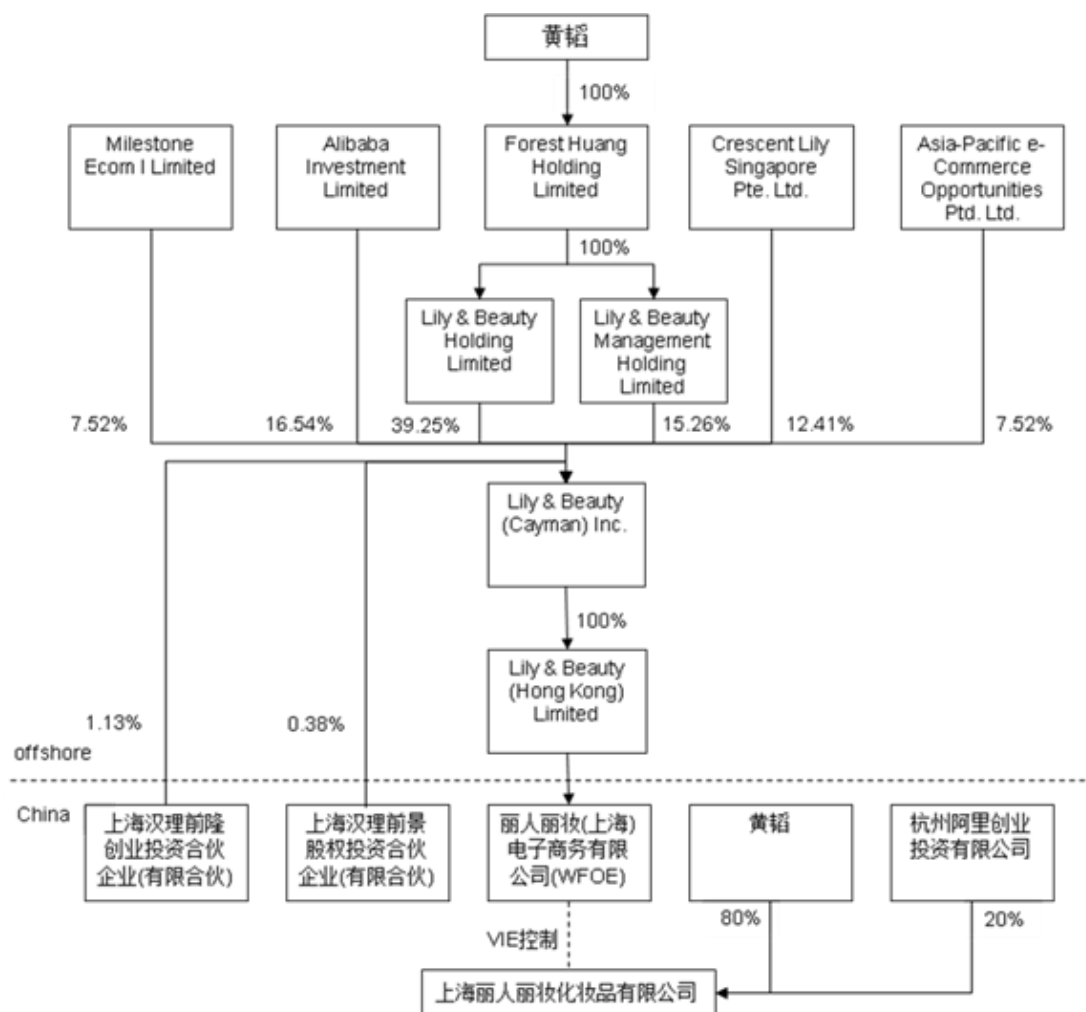 黄韬
100%
Milestone
Ecom I Limited
Alibaba
Investment
Limited
Forest Huang
Holding
Limited
Crescent Lily
Singapore
Pte. Ltd.
Asia-Pacific e-
Commerce
Opportunities
Ptd. Ltd.
100%
Lily & Beauty
Holding
Limited
Lily & Beauty
Management
Holding
Limited
7.52%
16.54%
39.25%
15.26%
12.41%
7.52%
Lily & Beauty
(Cayman) Inc.
100%
Lily & Beauty
(Hong Kong)
Limited
1.13%
0.38%
offshore
China
上海汉理前隆
创业投资合伙
企业(有限合伙)
上海汉理前景
股权投资合伙
企业(有限合伙)
丽人丽妆(上海)
电子商务有限
公司(WFOE)
黄韬
杭州阿里创业
投资有限公司
80%
20%
VIE控制
上海丽人丽妆化妆品有限公司